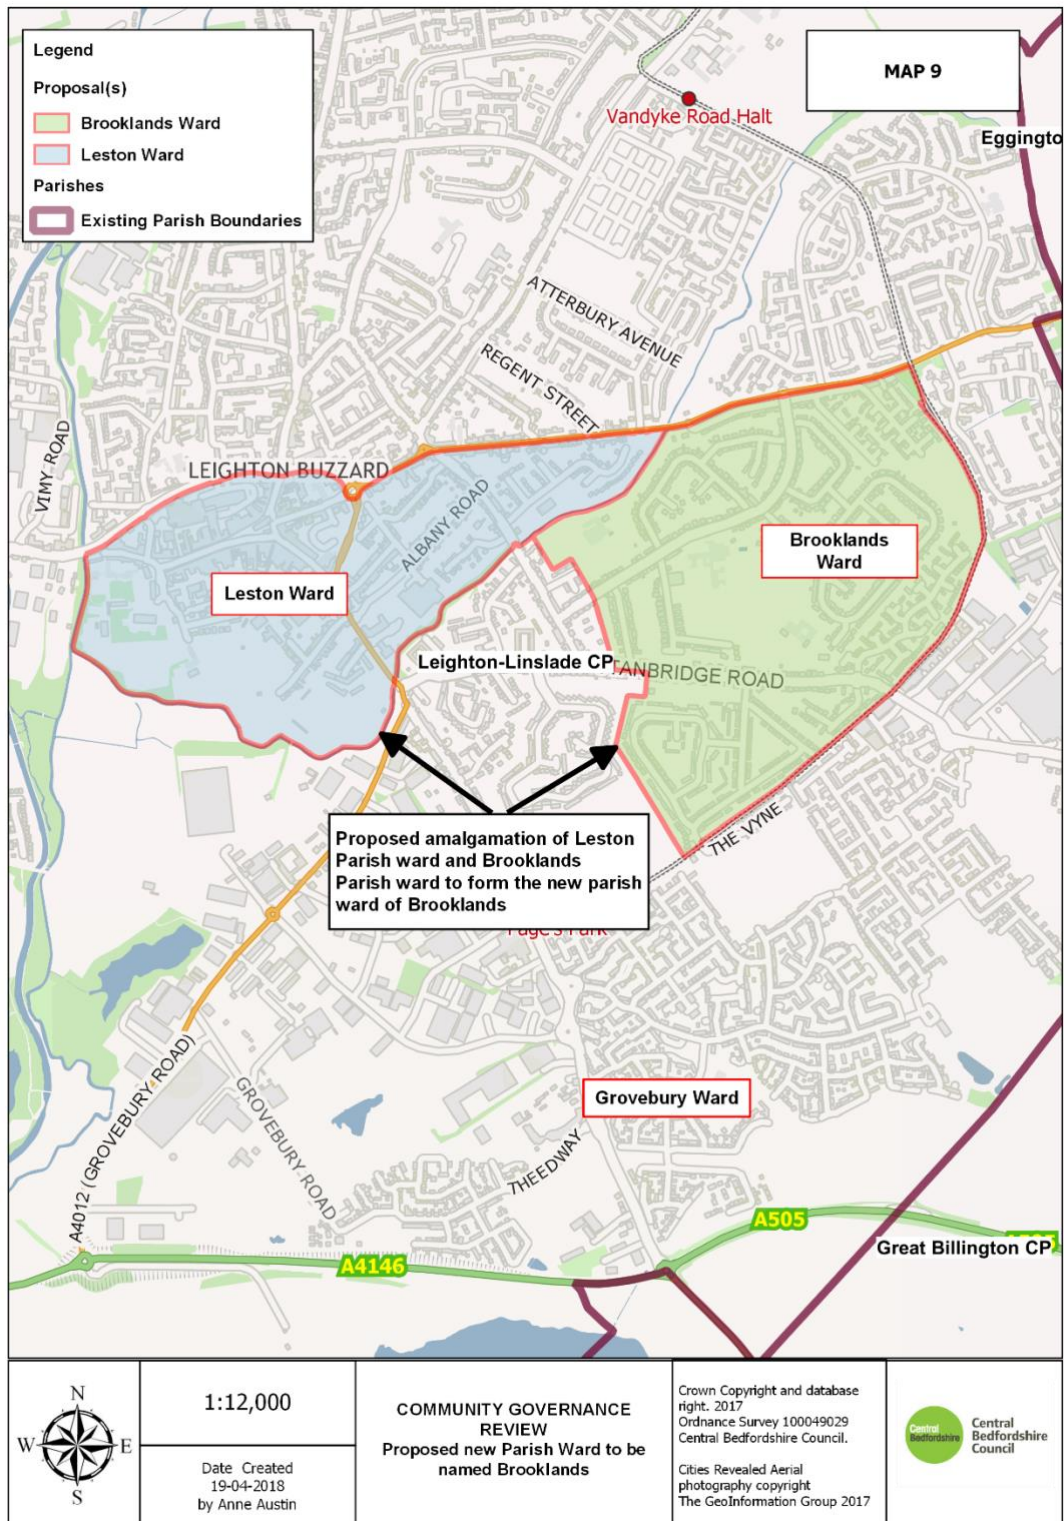 Legend
Proposal(s)
Brooklands Ward
Leston Ward
Parishes
Existing Parish Boundaries
MAP 9
Vandyke Road Halt
Eggingto
ATTERBURY AVENUE
REGENT STREET
VIMY ROAD
LEIGHTON BUZZARD
ALBANY ROAD
Brooklands
Ward
Leston Ward
Leighton-Linslade CP
TANBRIDGE ROAD
THE VYNE
Proposed amalgamation of Leston
Parish ward and Brooklands
Parish ward to form the new parish
ward of Brooklands
Page's Park
Grovebury Ward
A4012 (GROVEBURY ROAD)
GROVEBURY ROAD
THEEDWAY
A505
Great Billington CP
A4146
N
W E
S
1:12,000
Date Created
19-04-2018
by Anne Austin
COMMUNITY GOVERNANCE
REVIEW
Proposed new Parish Ward to be
named Brooklands
Crown Copyright and database
right. 2017
Ordnance Survey 100049029
Central Bedfordshire Council.
Cities Revealed Aerial
photography copyright
The GeoInformation Group 2017
Central
Bedfordshire
Central
Bedfordshire
Council